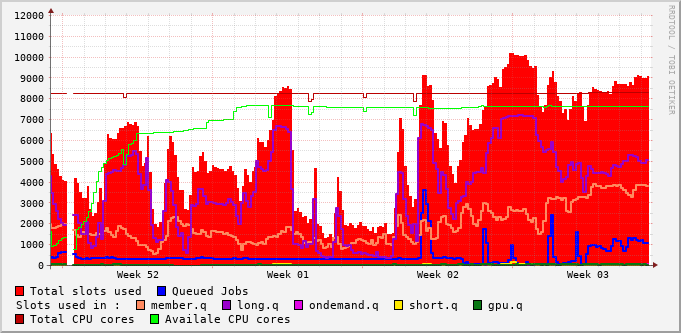 12000
11000
10000
9000
8000
7000
6000
5000
4000
3000
2000
1000
0
Week 52 Week 01 Week 02 Week 03
Total slots used Queued Jobs
Slots used in : member.q long.q ondemand.q short.q gpu.q
Total CPU cores Availale CPU cores
RRDTOOL / TOBI OETIKER